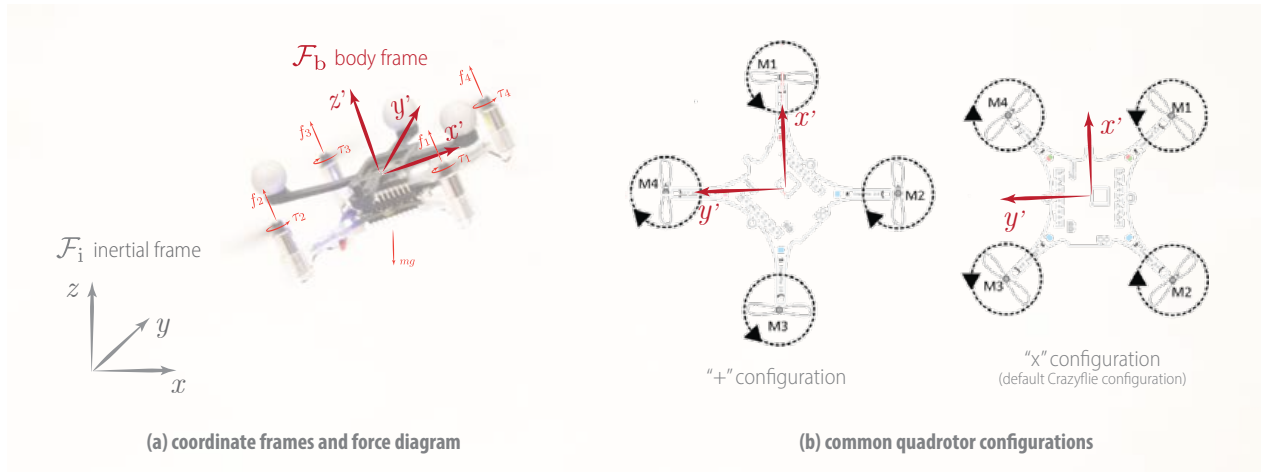 ℱb body frame
z'
y'
x'
f4
τ4
f3
τ3
f1
τ1
f2
τ2
mg
ℱi inertial frame
z
y
x
(a) coordinate frames and force diagram
M1
x'
M4
y'
M2
M3
"+" configuration
M4
M1
x'
y'
M3
M2
"x" configuration
(default Crazyflie configuration)
(b) common quadrotor configurations